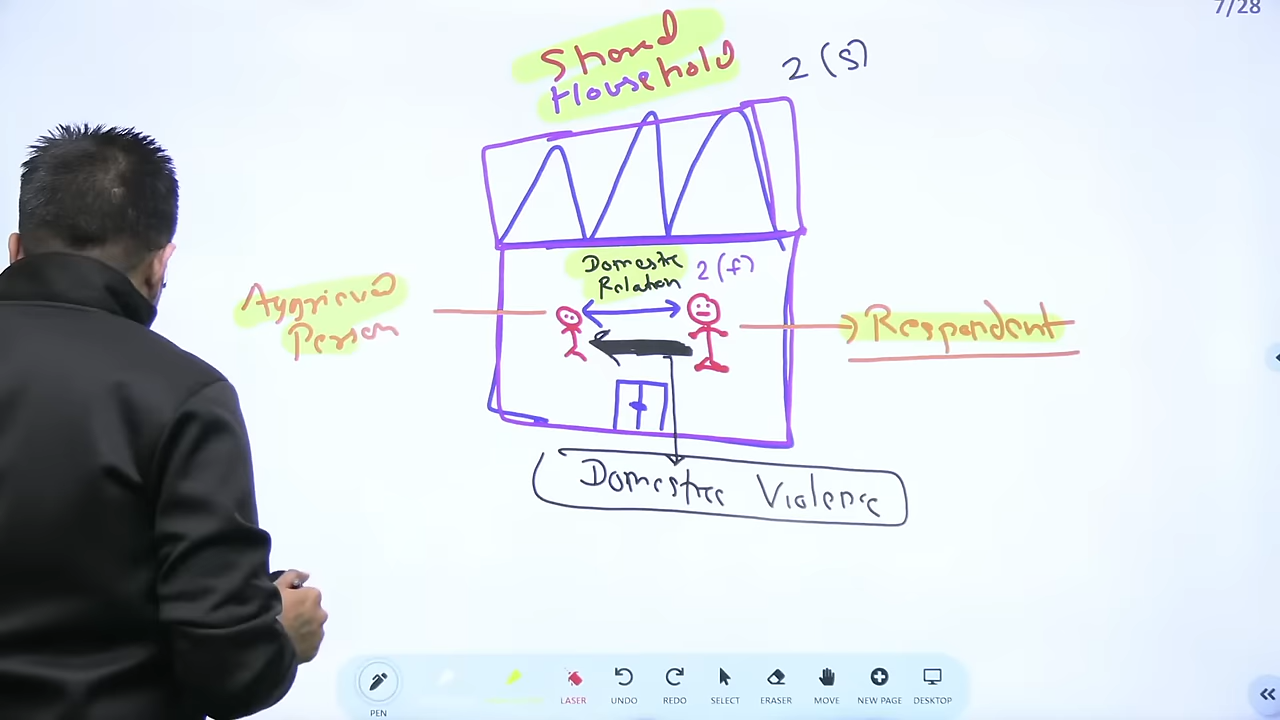 7/28
Shared
Household
2 (S)
Domestic
Relation
2 (f)
Aggrieved
Person
Respondent
Domestic Violence
PEN
LASER
UNDO
REDO
SELECT
ERASER
MOVE
NEW PAGE
DESKTOP